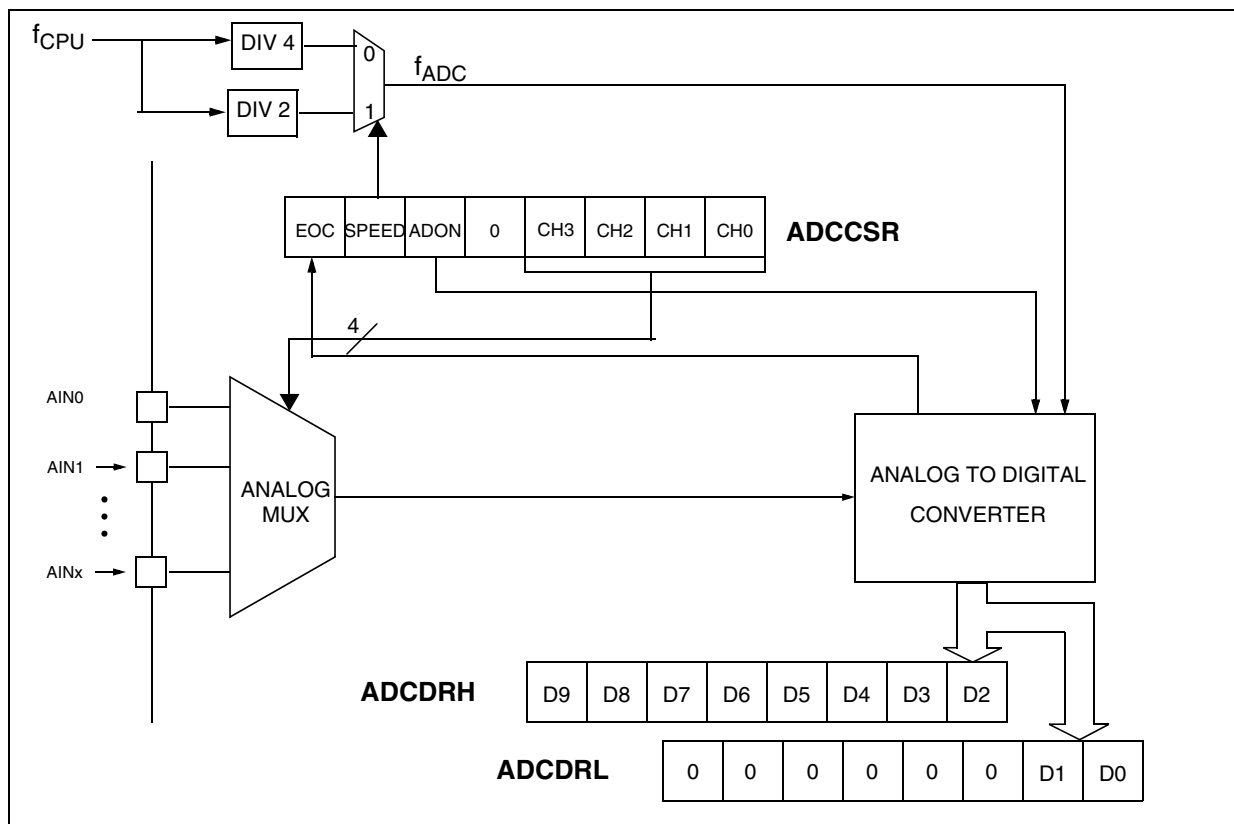 fCPU
DIV 4
0
fADC
DIV 2
1
EOC SPEED ADON 0 CH3 CH2 CH1 CH0
ADCCSR
4
AIN0
AIN1
ANALOG
MUX
AINx
ANALOG TO DIGITAL
CONVERTER
ADCDRH
D9 D8 D7 D6 D5 D4 D3 D2
ADCDRL
0 0 0 0 0 0 D1 D0